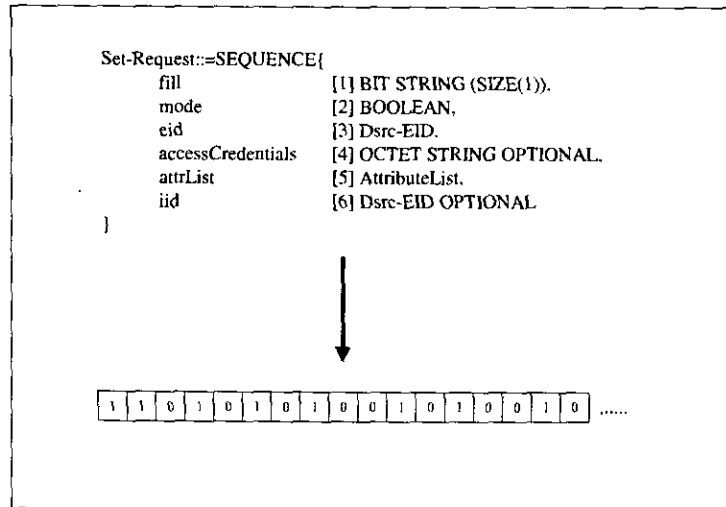 Set-Request::=SEQUENCE{
fill [1] BIT STRING (SIZE(1)),
mode [2] BOOLEAN,
eid [3] Dsrc-EID,
accessCredentials [4] OCTET STRING OPTIONAL,
attrList [5] AttributeList,
iid [6] Dsrc-EID OPTIONAL
}
1 1 0 1 0 1 0 1 0 0 1 0 1 0 0 1 0 ......